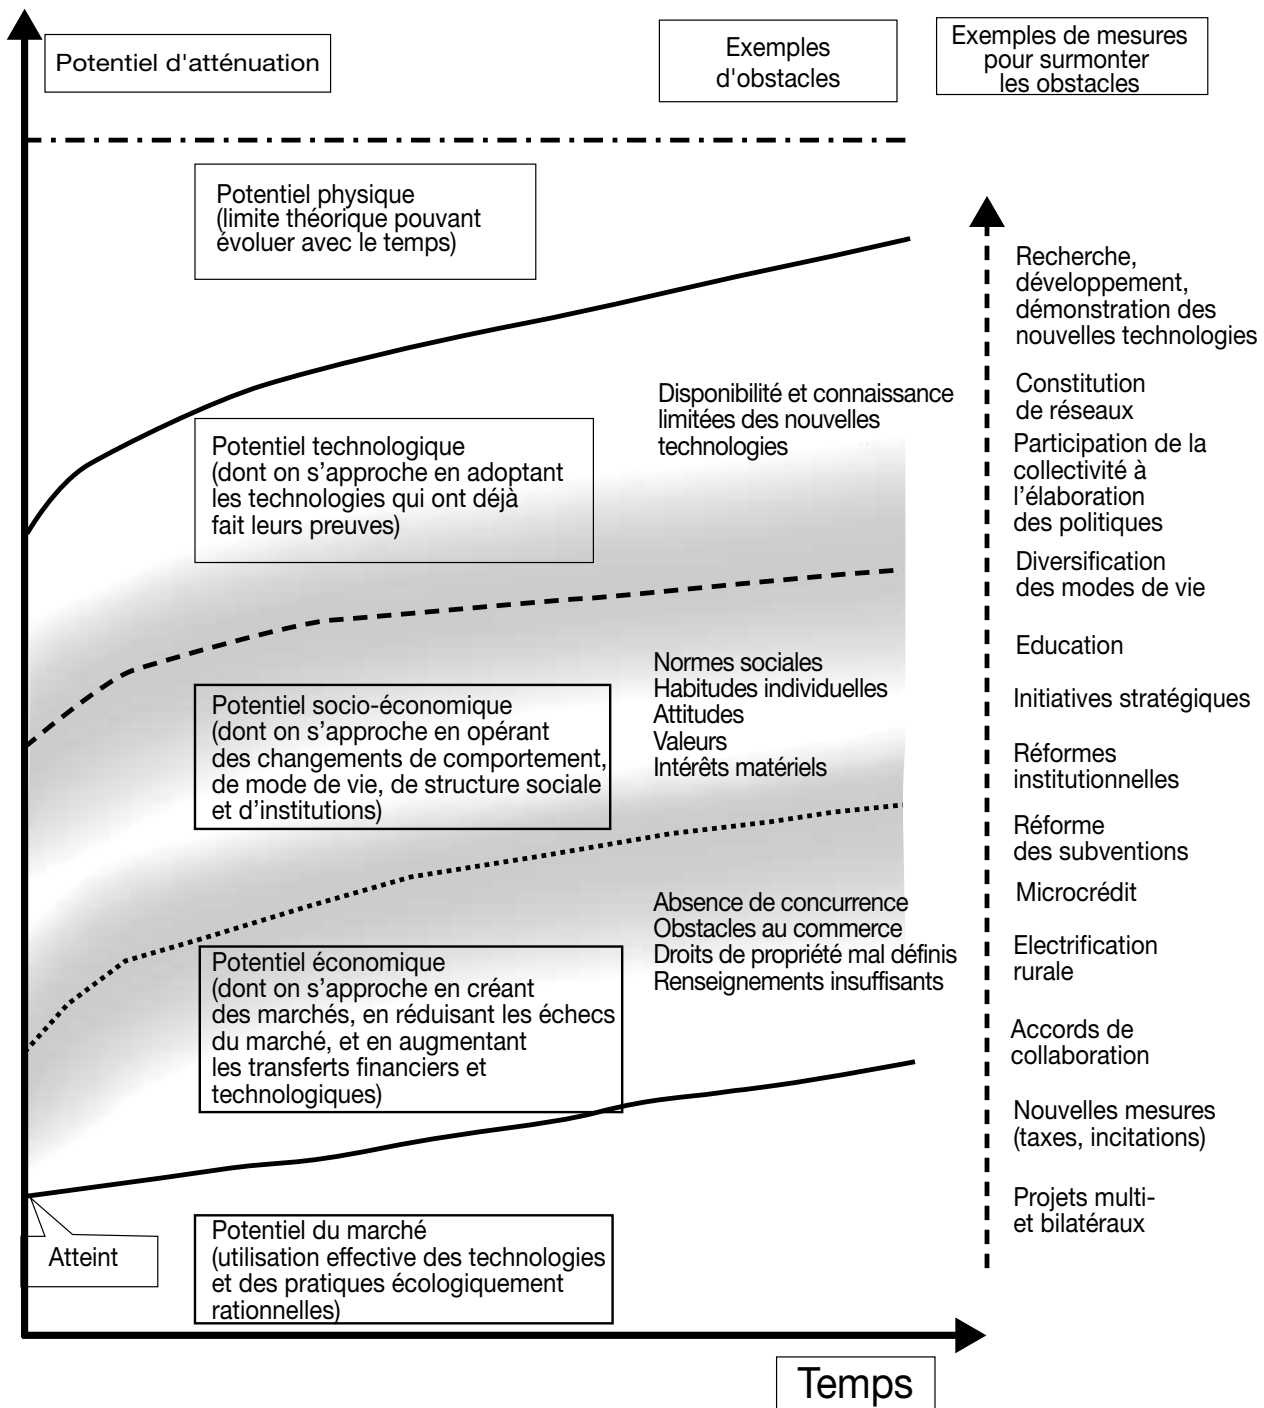 Potentiel d'atténuation
Exemples
d'obstacles
Exemples de mesures
pour surmonter
les obstacles
Potentiel physique
(limite théorique pouvant
évoluer avec le temps)
Potentiel technologique
(dont on s’approche en adoptant
les technologies qui ont déjà
fait leurs preuves)
Potentiel socio-économique
(dont on s’approche en opérant
des changements de comportement,
de mode de vie, de structure sociale
et d’institutions)
Potentiel économique
(dont on s’approche en créant
des marchés, en réduisant les échecs
du marché, et en augmentant
les transferts financiers et
technologiques)
Atteint
Potentiel du marché
(utilisation effective des technologies
et des pratiques écologiquement
rationnelles)
Disponibilité et connaissance
limitées des nouvelles
technologies
Normes sociales
Habitudes individuelles
Attitudes
Valeurs
Intérêts matériels
Absence de concurrence
Obstacles au commerce
Droits de propriété mal définis
Renseignements insuffisants
Recherche,
développement,
démonstration des
nouvelles technologies
Constitution
de réseaux
Participation de la
collectivité à
l’élaboration
des politiques
Diversification
des modes de vie
Education
Initiatives stratégiques
Réformes
institutionnelles
Réforme
des subventions
Microcrédit
Electrification
rurale
Accords de
collaboration
Nouvelles mesures
(taxes, incitations)
Projets multi-
et bilatéraux
Temps